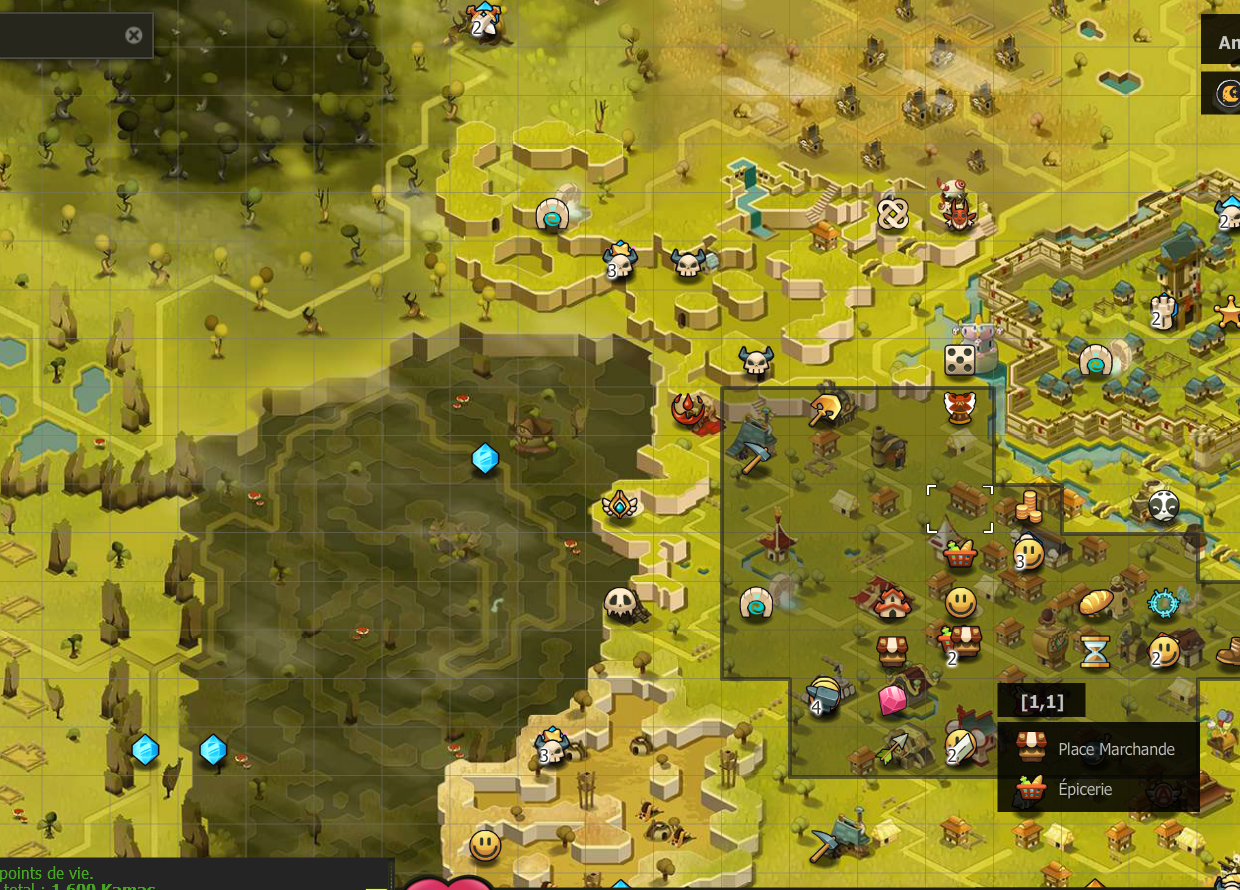 2
An
3
2
2
3
2
2
4
[1,1]
2
3
Place Marchande
Épicerie
points de vie.
total : 1 600 Kamas